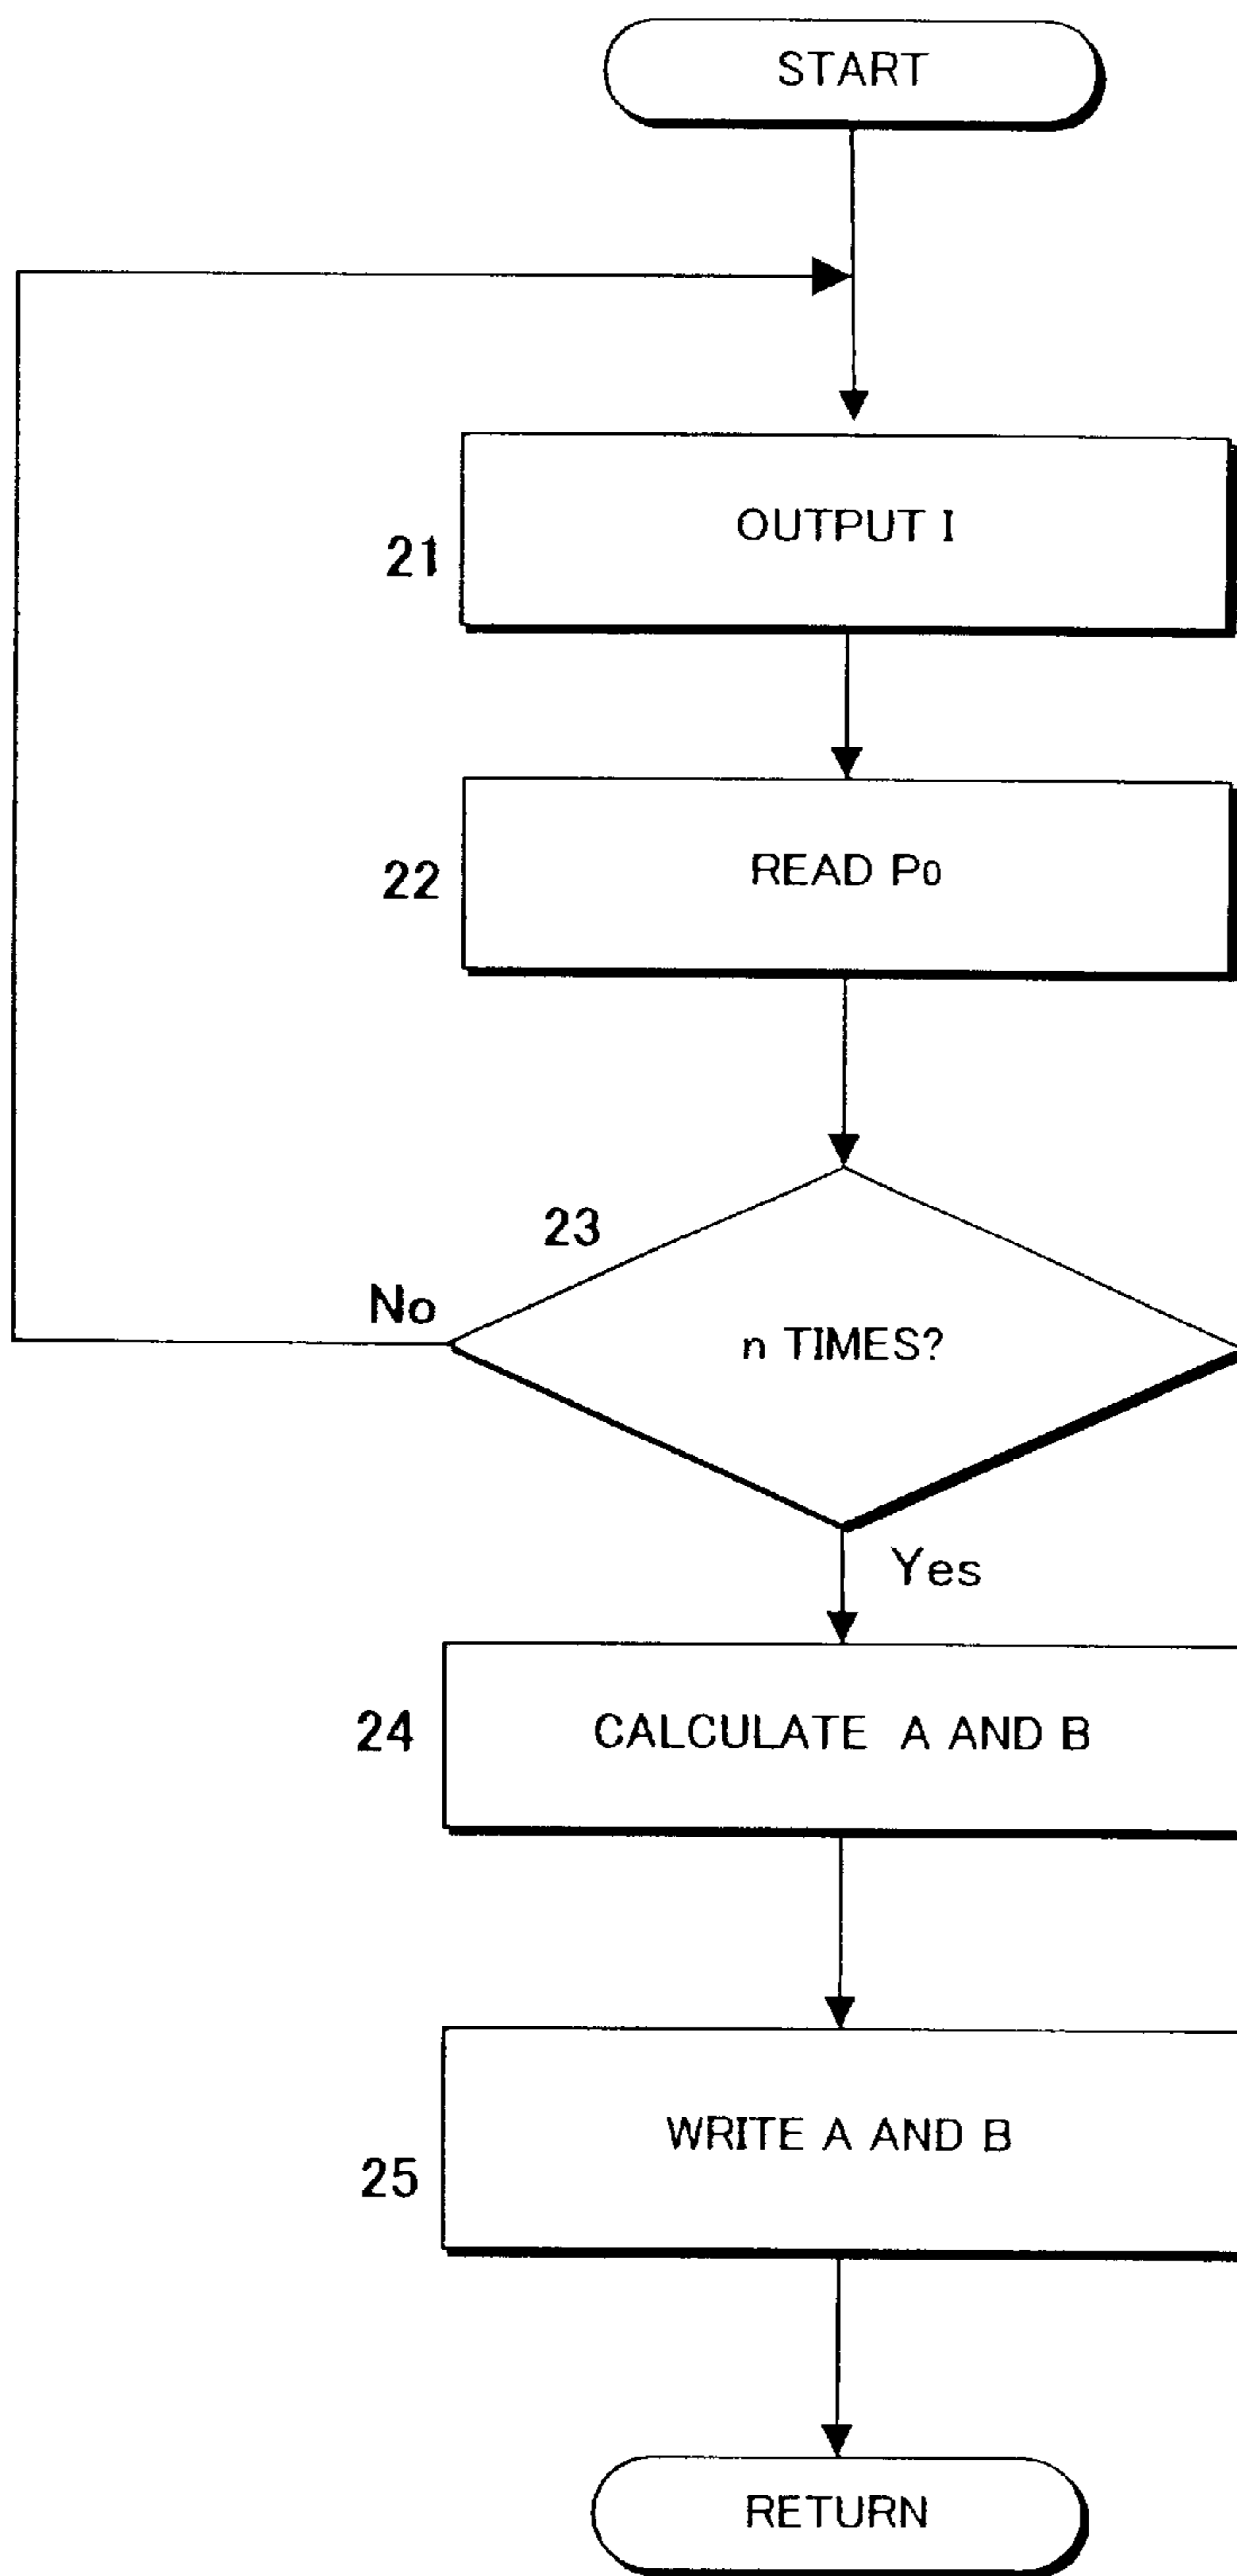 START
OUTPUT I
21
READ P0
22
23
No
n TIMES?
Yes
24
CALCULATE A AND B
WRITE A AND B
25
RETURN